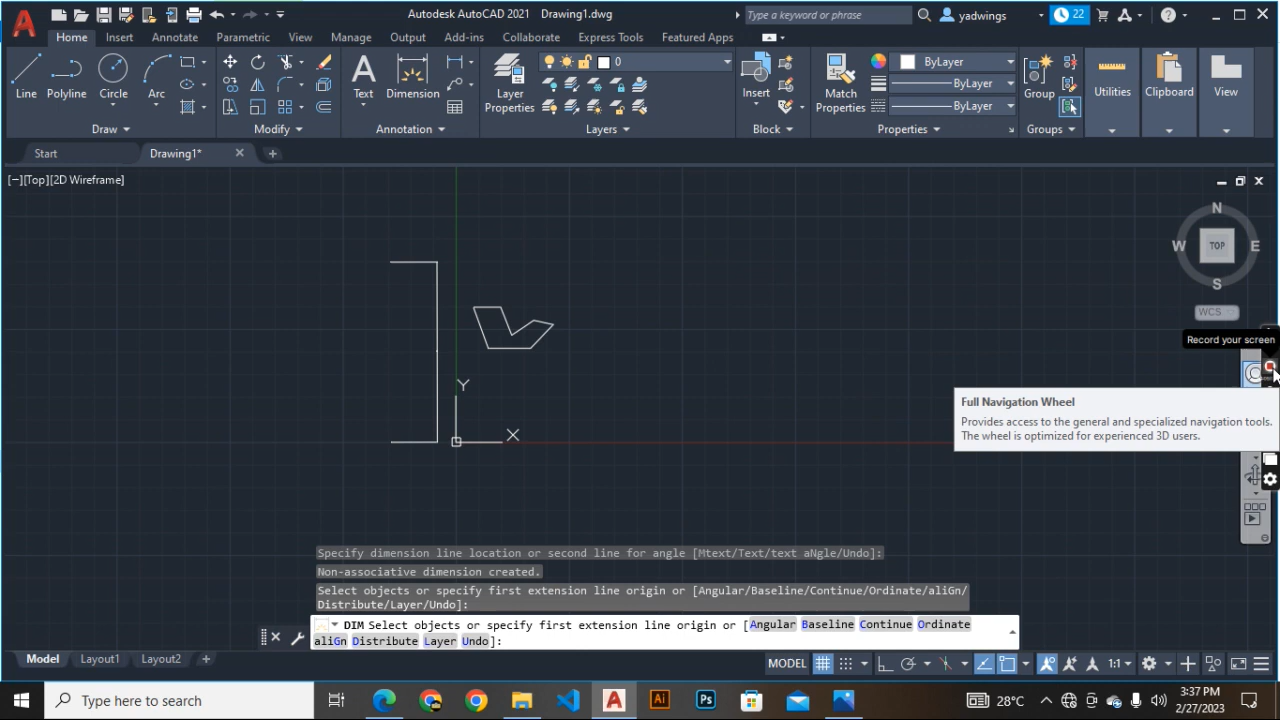 Autodesk AutoCAD 2021 Drawing1.dwg
Type a keyword or phrase
yadwings
22
Home Insert Annotate Parametric View Manage Output Add-ins Collaborate Express Tools Featured Apps
Line Polyline Circle Arc
Text Dimension
Layer
Properties
0
Insert
Match
Properties
ByLayer
ByLayer
ByLayer
Group
Utilities
Clipboard
View
Draw Modify Annotation Layers Block Properties Groups
Start Drawing1*
[−][Top][2D Wireframe]
N
W TOP E
S
WCS
Record your screen
Full Navigation Wheel
Provides access to the general and specialized navigation tools.
The wheel is optimized for experienced 3D users.
Y
X
Specify dimension line location or second line for angle [Mtext/Text/text aNgle/Undo]:
Non-associative dimension created.
Select objects or specify first extension line origin or [Angular/Baseline/Continue/Ordinate/aliGn/
Distribute/Layer/Undo]:
DIM Select objects or specify first extension line origin or [Angular Baseline Continue Ordinate
aliGn Distribute Layer Undo]:
Model Layout1 Layout2 +
MODEL
1:1
Type here to search
Ai
Ps
28°C
3:37 PM
2/27/2023